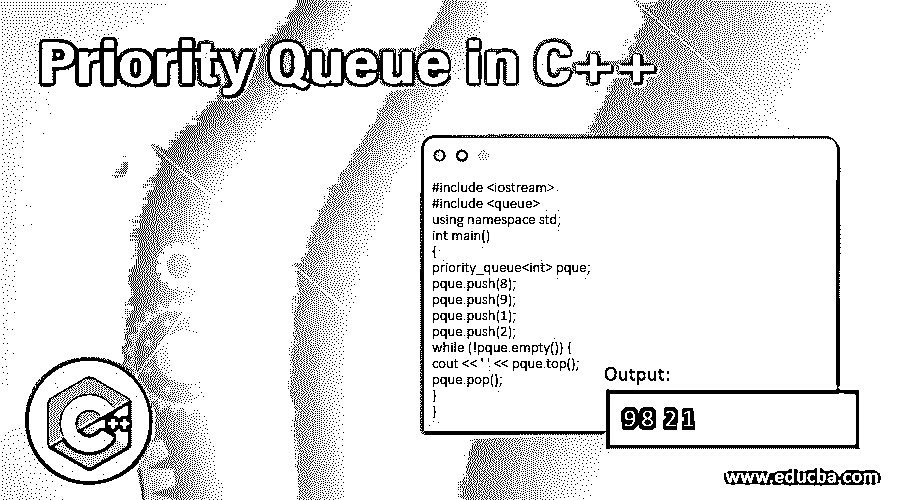 Priority Queue in C++
#include <iostream>
#include <queue>
using namespace std;
int main()
{
priority_queue<int> pque;
pque.push(8);
pque.push(9);
pque.push(1);
pque.push(2);
while (!pque.empty()) {
cout << ' ' << pque.top();
pque.pop();
}
}
Output:
98 21
C++
www.educba.com